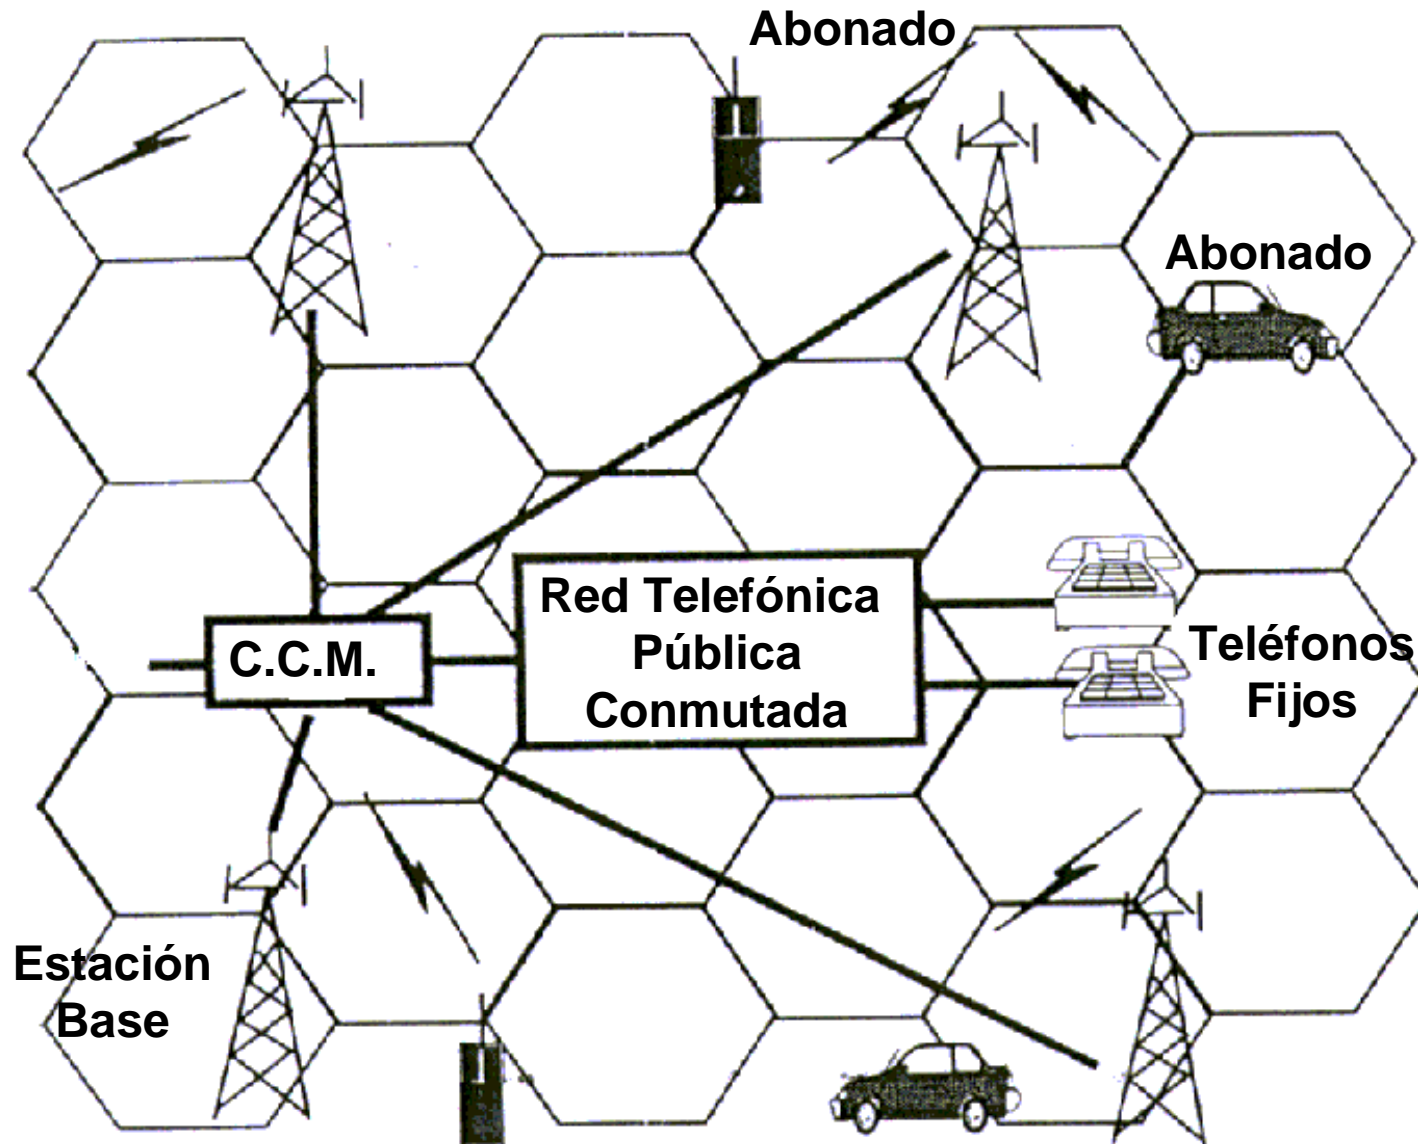 Abonado
Abonado
Red Telefónica
Pública
Conmutada
C.C.M.
Teléfonos
Fijos
Estación
Base